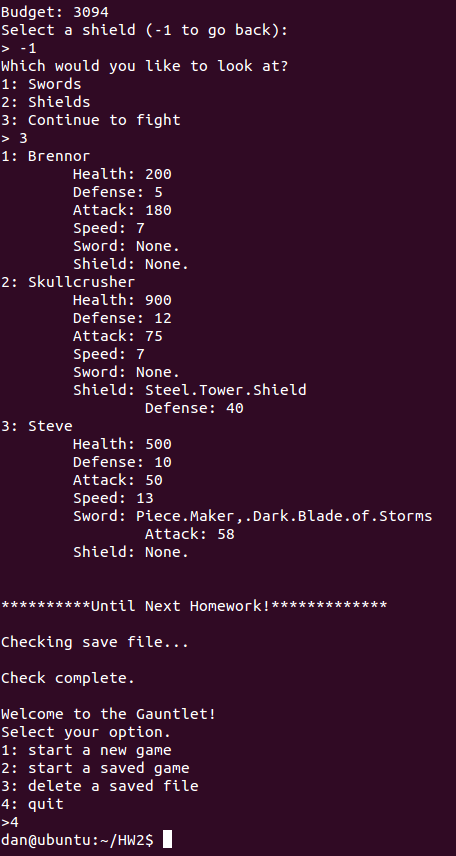 Budget: 3094
Select a shield (-1 to go back):
> -1
Which would you like to look at?
1: Swords
2: Shields
3: Continue to fight
> 3
1: Brennor
        Health: 200
        Defense: 5
        Attack: 180
        Speed: 7
        Sword: None.
        Shield: None.
2: Skullcrusher
        Health: 900
        Defense: 12
        Attack: 75
        Speed: 7
        Sword: None.
        Shield: Steel.Tower.Shield
                Defense: 40
3: Steve
        Health: 500
        Defense: 10
        Attack: 50
        Speed: 13
        Sword: Piece.Maker,.Dark.Blade.of.Storms
                Attack: 58
        Shield: None.
**********Until Next Homework!*************
Checking save file...
Check complete.
Welcome to the Gauntlet!
Select your option.
1: start a new game
2: start a saved game
3: delete a saved file
4: quit
>4
dan@ubuntu:~/HW2$